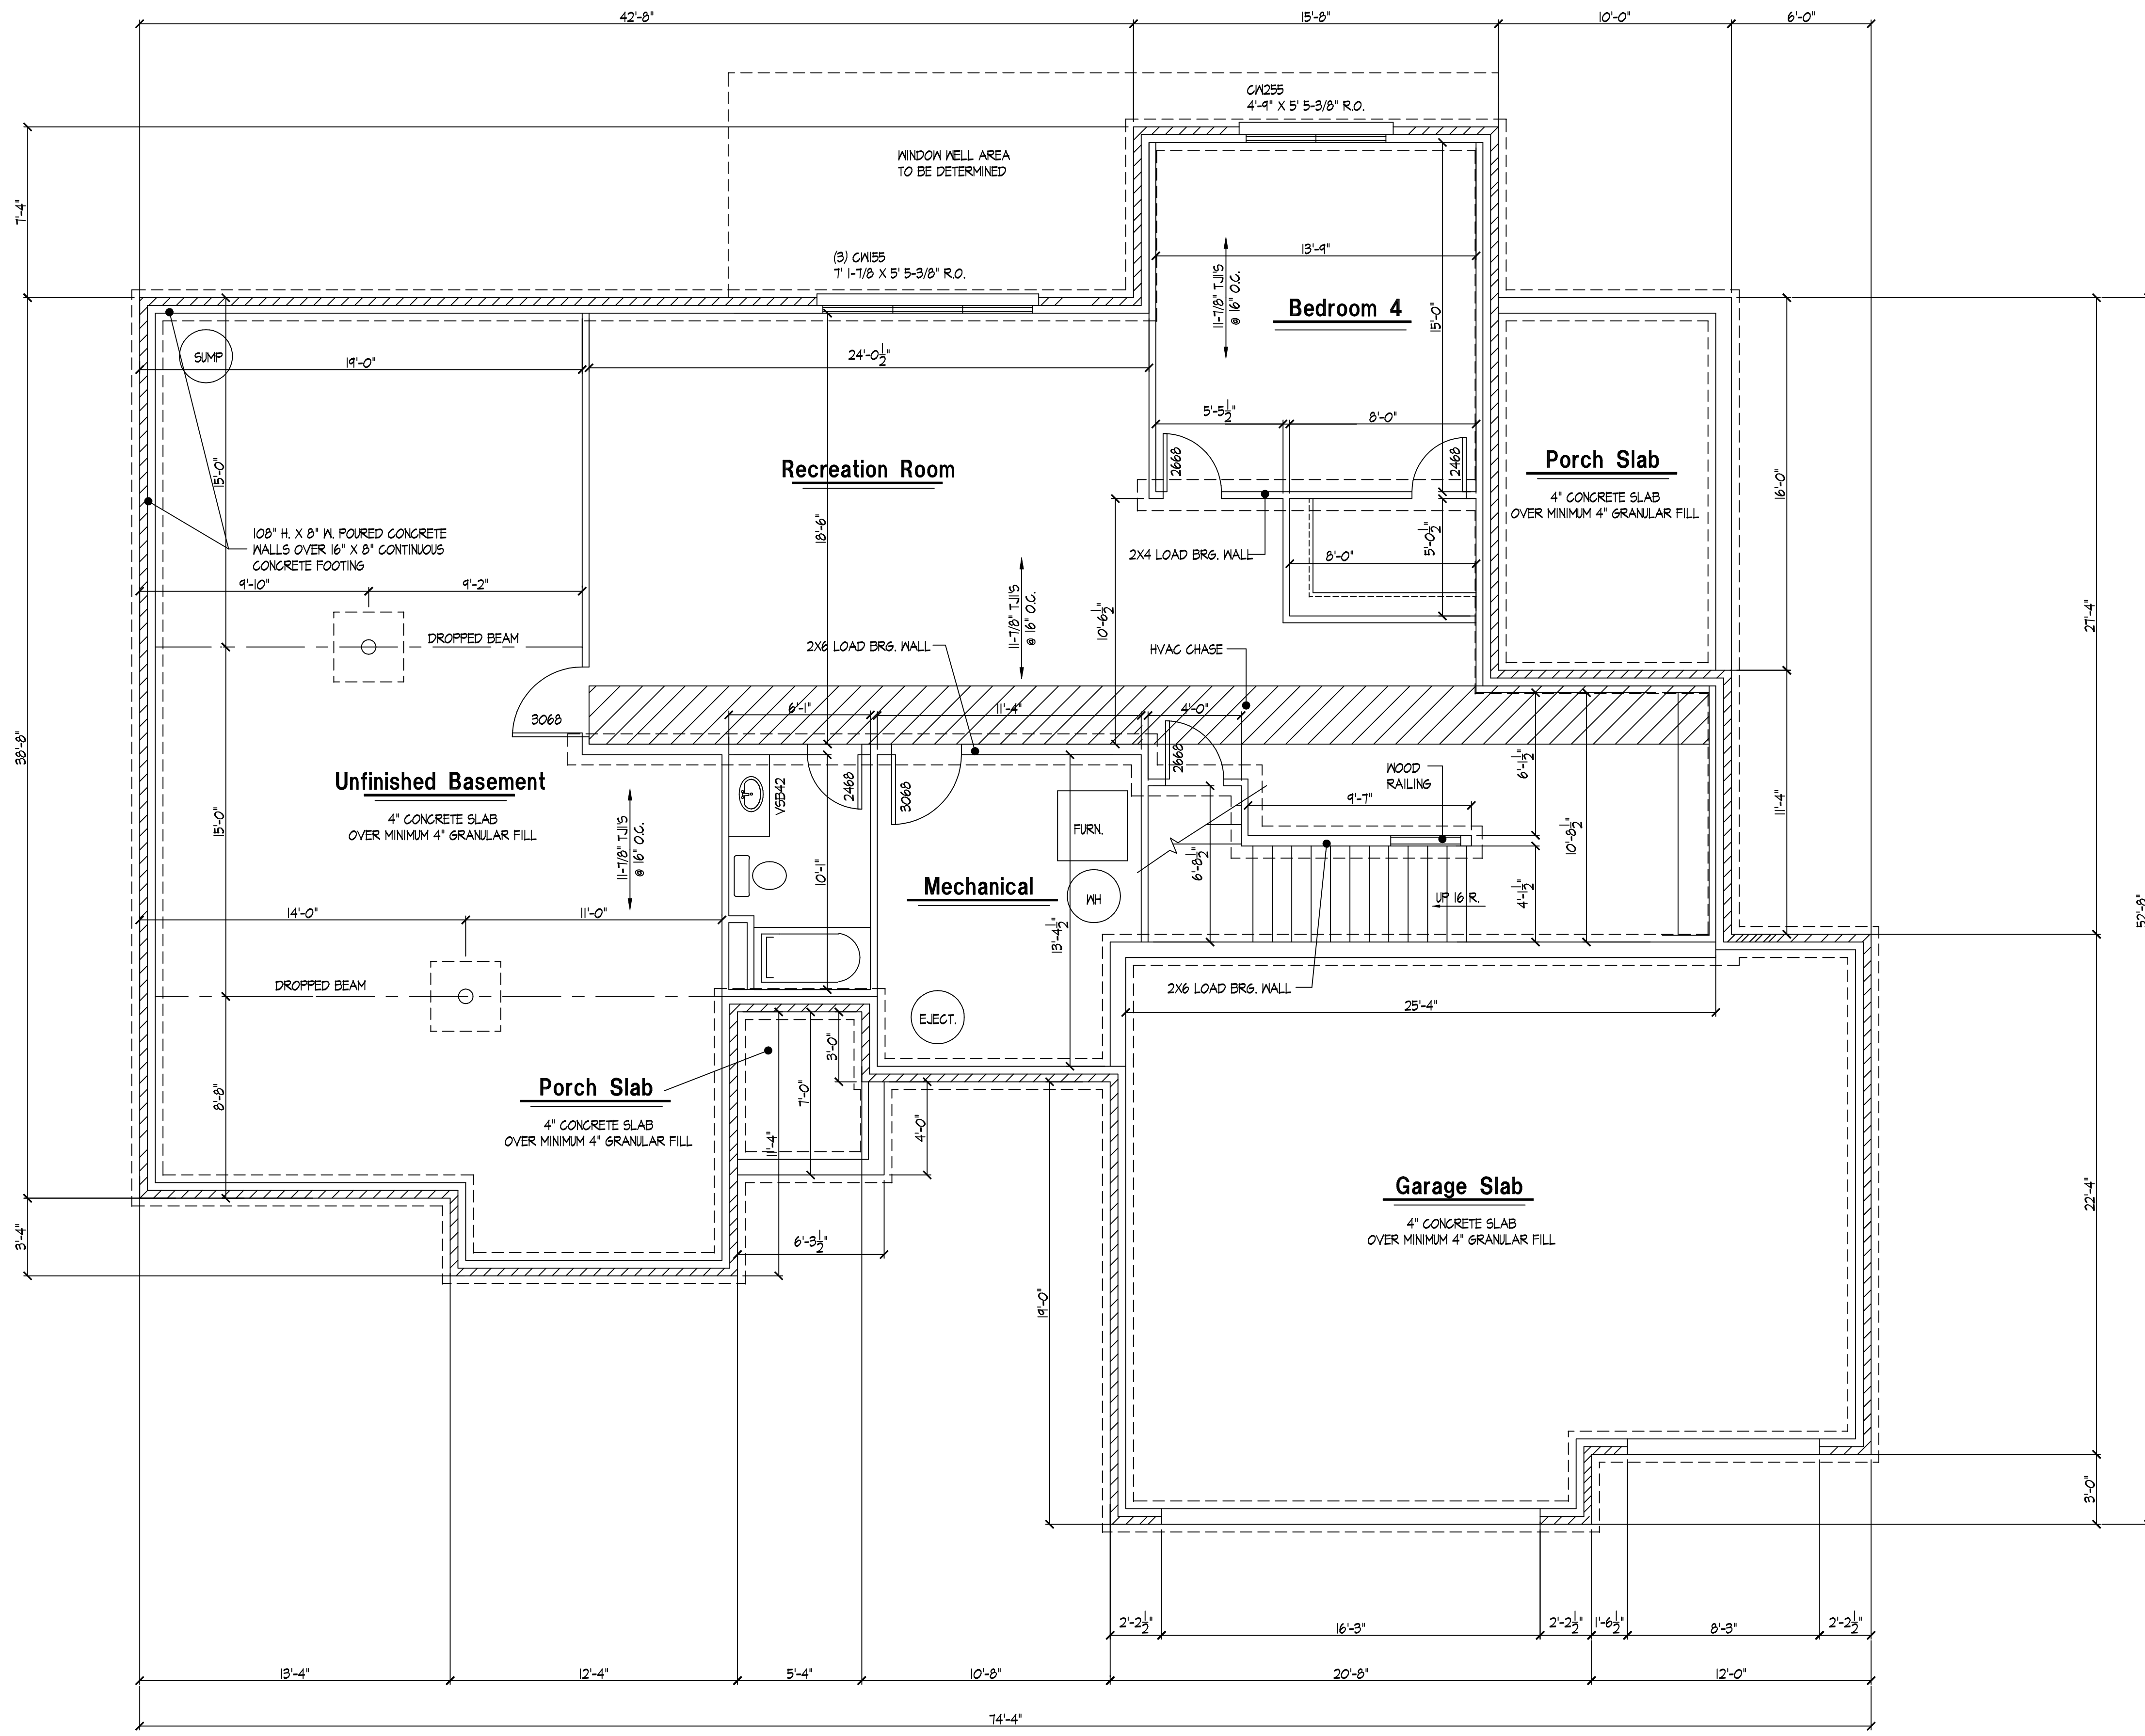 42'-8"
15'-8"
10'-0"
6'-0"
CW255
4'-9" X 5' 5-3/8" R.O.
WINDOW WELL AREA
TO BE DETERMINED
7'-4"
(3) CW155
7' 1-7/8 X 5' 5-3/8" R.O.
13'-9"
11-7/8" TJI'S
@ 16" O.C.
Bedroom 4
15'-0"
SUMP
19'-0"
24'-0 1/2"
5'-5 1/2"
8'-0"
2668
2468
Recreation Room
Porch Slab
4" CONCRETE SLAB
OVER MINIMUM 4" GRANULAR FILL
16'-0"
15'-0"
18'-6"
108" H. X 8" W. POURED CONCRETE
WALLS OVER 16" X 8" CONTINUOUS
CONCRETE FOOTING
2X4 LOAD BRG. WALL
5'-0 1/2"
8'-0"
9'-10"
9'-2"
11-7/8" TJI'S
@ 16" O.C.
10'-6 1/2"
27'-4"
DROPPED BEAM
2X6 LOAD BRG. WALL
HVAC CHASE
3068
6'-1"
11'-4"
4'-0"
38'-8"
Unfinished Basement
4" CONCRETE SLAB
OVER MINIMUM 4" GRANULAR FILL
15'-0"
11-7/8" TJI'S
@ 16" O.C.
VSB42
2468
3068
2668
WOOD
RAILING
6'-1 1/2"
11'-4"
9'-7"
FURN.
10'-8 1/2"
10'-1"
6'-8 1/2"
Mechanical
WH
UP 16 R.
4'-1 1/2"
52'-8"
14'-0"
11'-0"
13'-4 1/2"
DROPPED BEAM
2X6 LOAD BRG. WALL
25'-4"
EJECT.
3'-0"
Porch Slab
4" CONCRETE SLAB
OVER MINIMUM 4" GRANULAR FILL
8'-8"
7'-0"
11'-4"
4'-0"
Garage Slab
4" CONCRETE SLAB
OVER MINIMUM 4" GRANULAR FILL
22'-4"
3'-4"
6'-3 1/2"
19'-0"
3'-0"
2'-2 1/2"
16'-3"
2'-2 1/2"
1'-6 1/2"
8'-3"
2'-2 1/2"
13'-4"
12'-4"
5'-4"
10'-8"
20'-8"
12'-0"
74'-4"